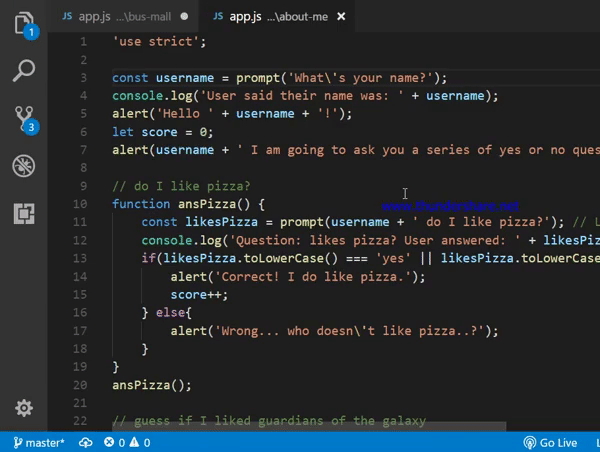 JS app.js ...\bus-mall
JS app.js ...\about-me
1
3
1 'use strict';
2
3 const username = prompt('What\'s your name?');
4 console.log('User said their name was: ' + username);
5 alert('Hello ' + username + '!');
6 let score = 0;
7 alert(username + ' I am going to ask you a series of yes or no ques
8
9 // do I like pizza?
www.thundershare.net
10 function ansPizza() {
11 const likesPizza = prompt(username + ' do I like pizza?'); // L
12 console.log('Question: likes pizza? User answered: ' + likesPiz
13 if(likesPizza.toLowerCase() === 'yes' || likesPizza.toLowerCase
14 alert('Correct! I do like pizza.');
15 score++;
16 } else{
17 alert('Wrong... who doesn\'t like pizza..?');
18 }
19 }
20 ansPizza();
21
22 // guess if I liked guardians of the galaxy
master* 0 0 Go Live L